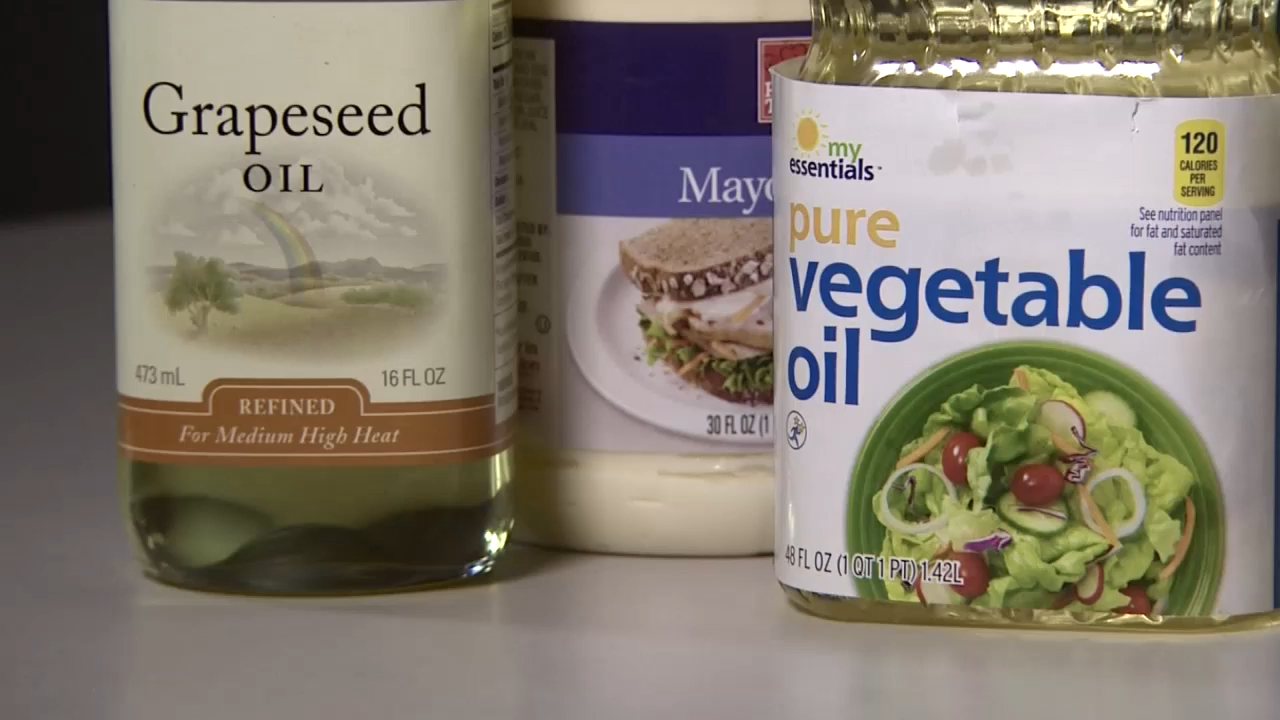 Grapeseed
OIL
473 mL
16 FL OZ
REFINED
For Medium High Heat
Mayo
30 FL OZ (1
my
essentials
120
CALORIES
PER
SERVING
See nutrition panel
for fat and saturated
fat content
pure
vegetable
oil
48 FL OZ (1 QT 1 PT) 1.42L